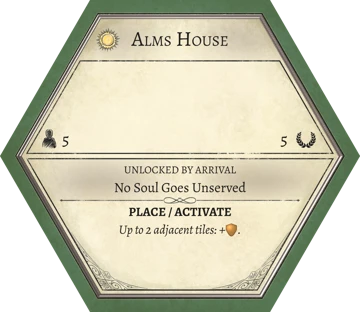 Alms House
5 5
UNLOCKED BY ARRIVAL
No Soul Goes Unserved
PLACE / ACTIVATE
Up to 2 adjacent tiles: +.